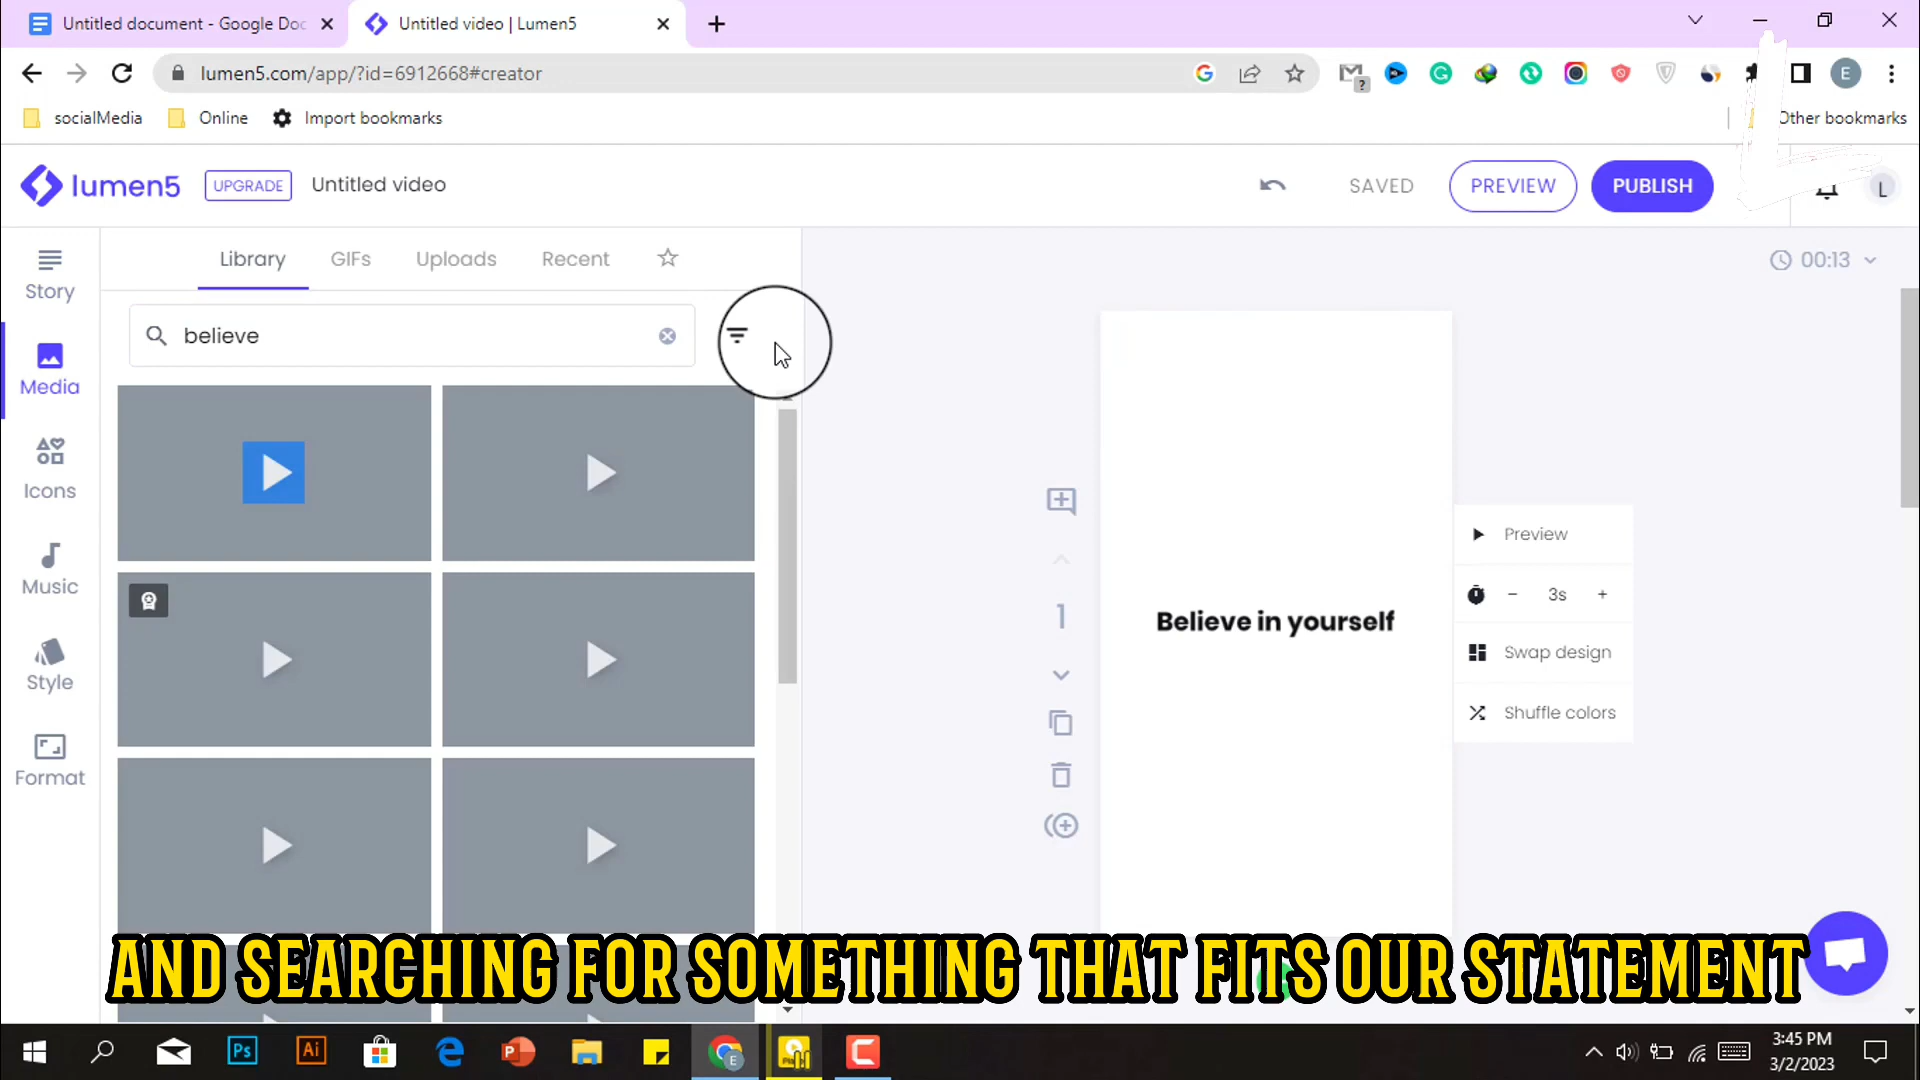 Untitled document - Google Doc
Untitled video | Lumen5
lumen5.com/app/?id=6912668#creator
E
socialMedia
Online
Import bookmarks
Other bookmarks
lumen5
UPGRADE
Untitled video
SAVED
PREVIEW
PUBLISH
L
Story
Media
Icons
Music
Style
Format
Library
GIFs
Uploads
Recent
believe
00:13
1
Believe in yourself
Preview
3s
Swap design
Shuffle colors
AND SEARCHING FOR SOMETHING THAT FITS OUR STATEMENT
Ps
Ai
3:45 PM
3/2/2023